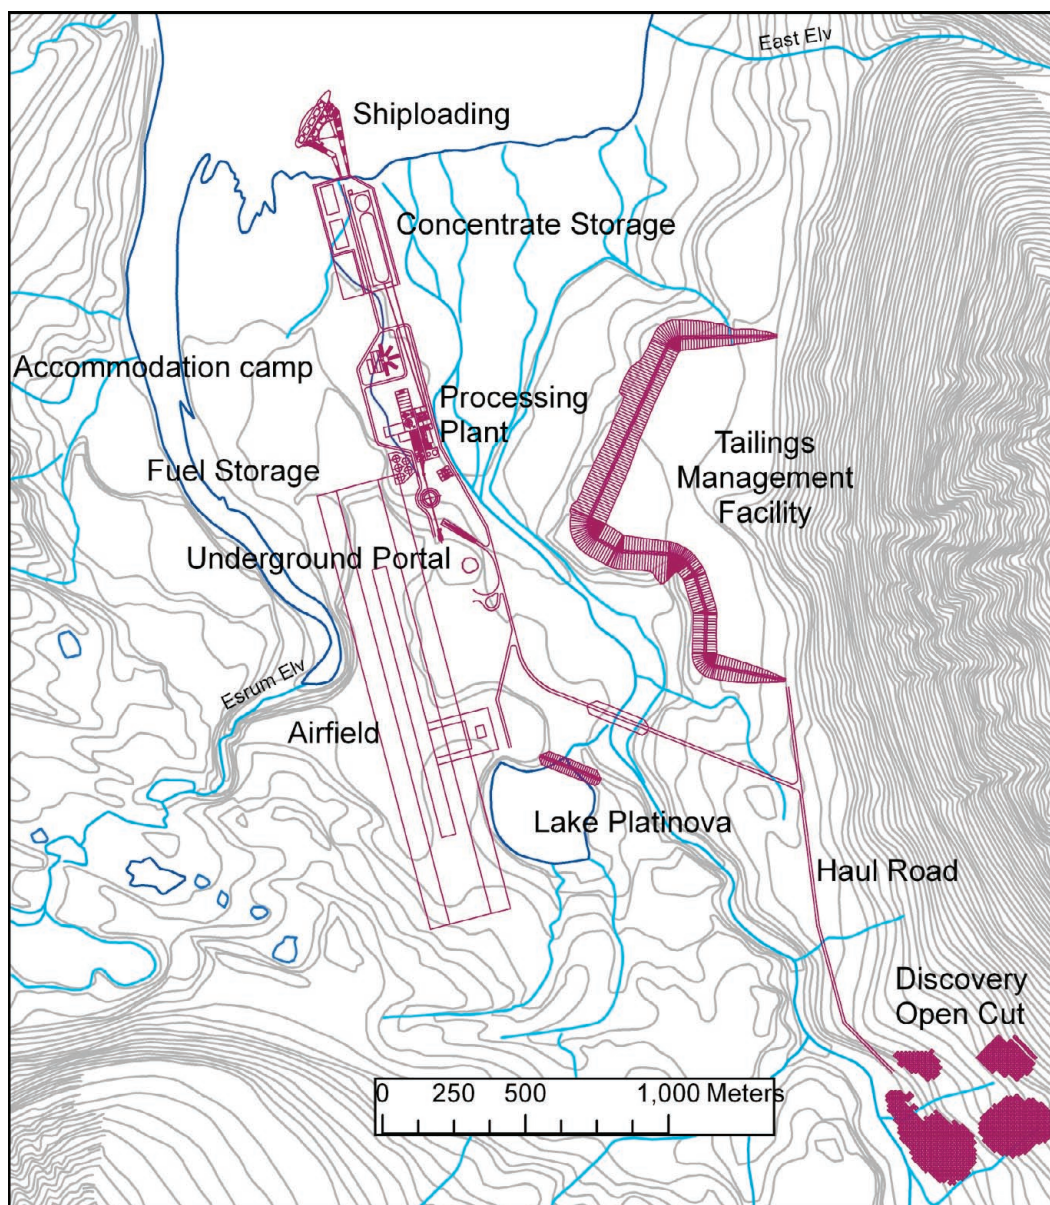 East Elv
Shiploading
Concentrate Storage
Accommodation camp
Processing
Plant
Tailings
Management
Facility
Fuel Storage
Underground Portal
Esrum Elv
Airfield
Lake Platinova
Haul Road
Discovery
Open Cut
0 250 500 1,000 Meters